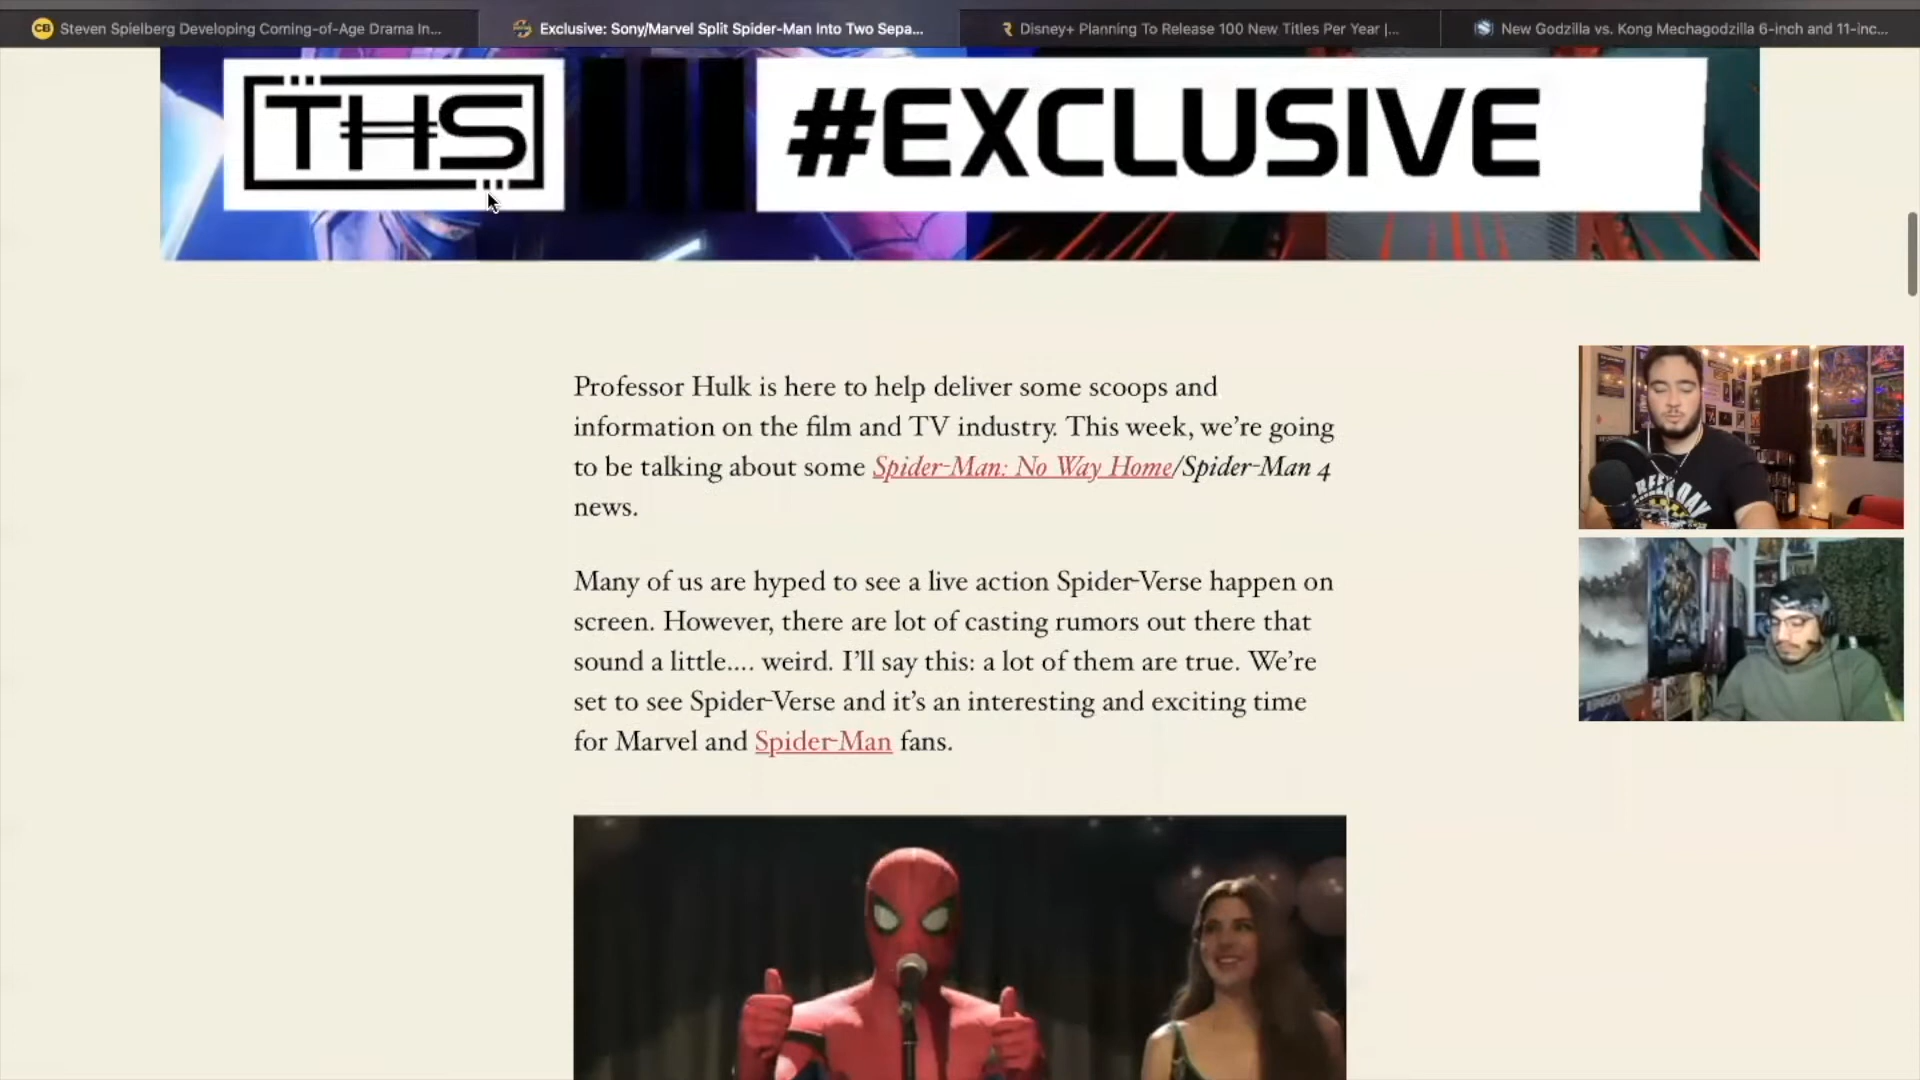 CB Steven Spielberg Developing Coming-of-Age Drama In...
Exclusive: Sony/Marvel Split Spider-Man Into Two Sepa...
Disney+ Planning To Release 100 New Titles Per Year |...
New Godzilla vs. Kong Mechagodzilla 6-inch and 11-inc...
THS
#EXCLUSIVE
Professor Hulk is here to help deliver some scoops and
information on the film and TV industry. This week, we’re going
to be talking about some Spider-Man: No Way Home/Spider-Man 4
news.
Many of us are hyped to see a live action Spider-Verse happen on
screen. However, there are lot of casting rumors out there that
sound a little.... weird. I’ll say this: a lot of them are true. We’re
set to see Spider-Verse and it’s an interesting and exciting time
for Marvel and Spider-Man fans.